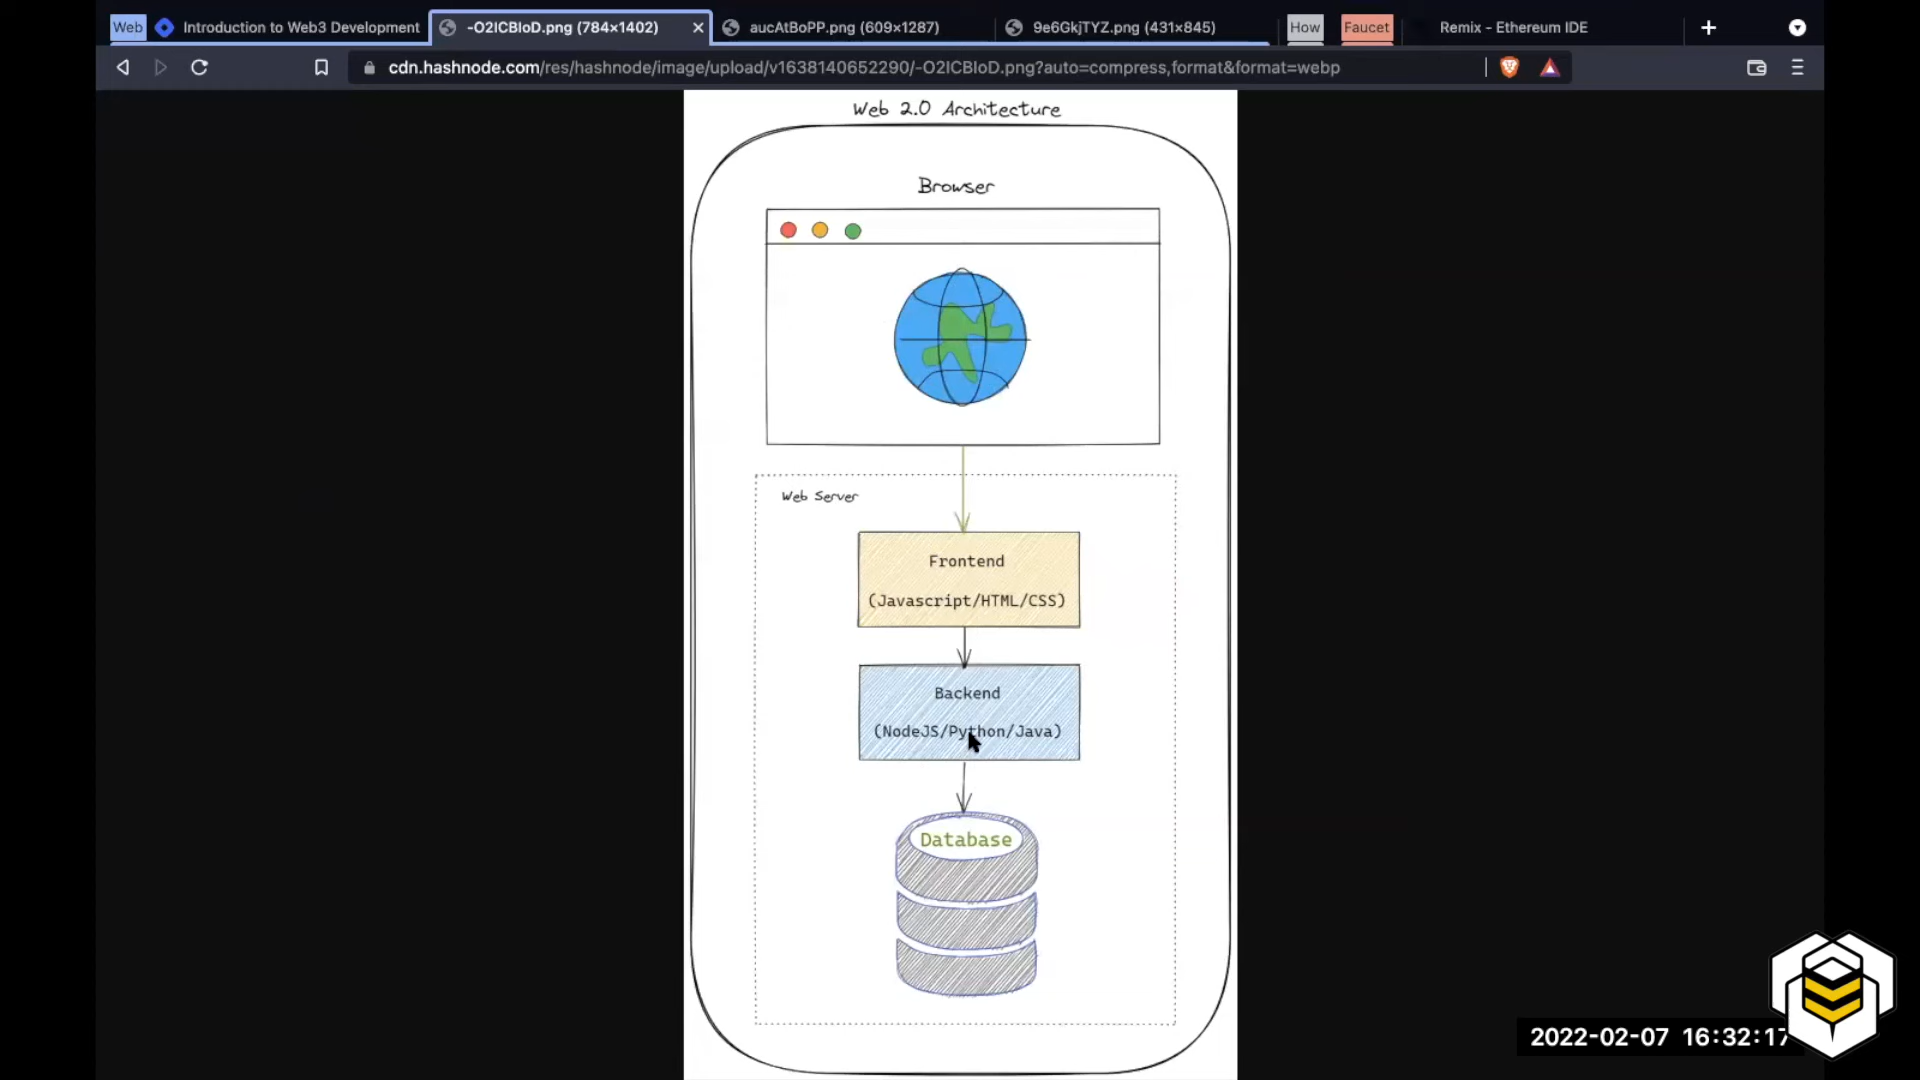 Web
Introduction to Web3 Development
-O2ICBIoD.png (784×1402)
aucAtBoPP.png (609×1287)
9e6GkjTYZ.png (431×845)
How
Faucet
Remix - Ethereum IDE
cdn.hashnode.com/res/hashnode/image/upload/v1638140652290/-O2ICBIoD.png?auto=compress,format&format=webp
Web 2.0 Architecture
Browser
Web Server
Frontend
(Javascript/HTML/CSS)
Backend
(NodeJS/Python/Java)
Database
2022-02-07 16:32:17